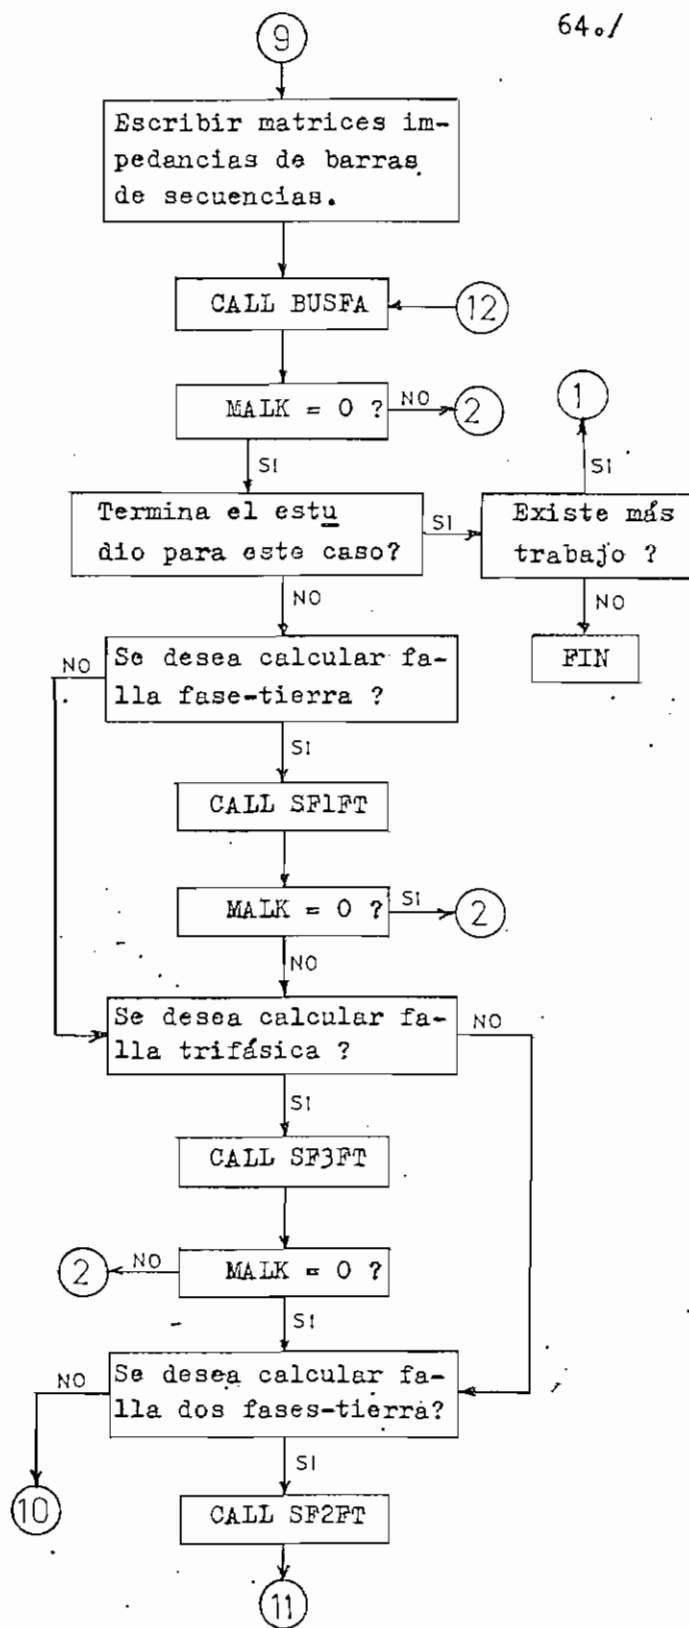 64./
9
Escribir matrices im-
pedancias de barras
de secuencias.
CALL BUSFA
12
MALK = 0 ?
NO
2
1
SI
SI
Termina el estu
dio para este caso?
SI
Existe más
trabajo ?
NO
NO
FIN
NO
Se desea calcular fa-
lla fase-tierra ?
SI
CALL SF1FT
MALK = 0 ?
SI
2
NO
Se desea calcular fa-
lla trifásica ?
NO
SI
CALL SF3FT
2
NO
MALK = 0 ?
SI
NO
Se desea calcular fa-
lla dos fases-tierra?
SI
10
CALL SF2FT
11